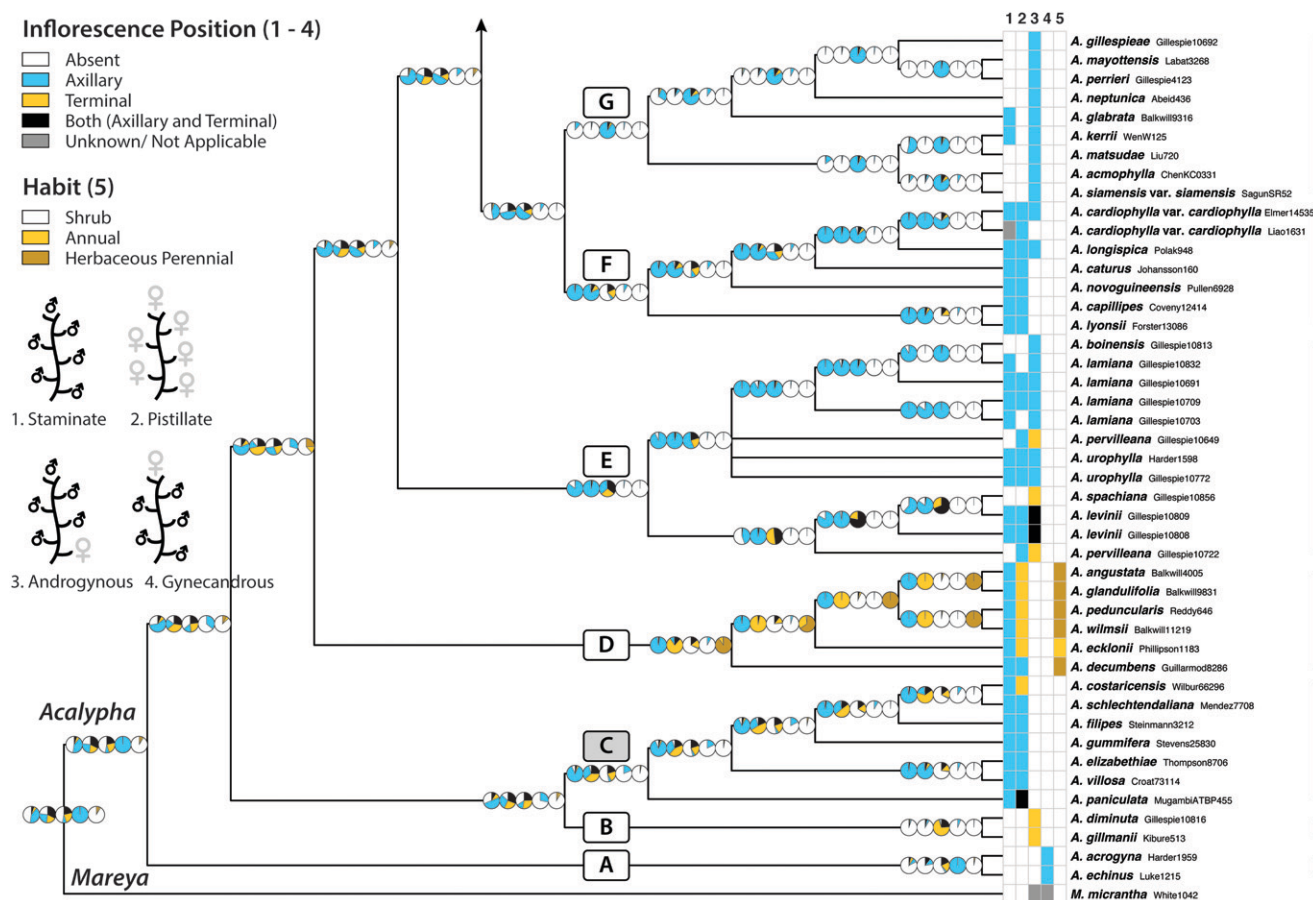 Inflorescence Position (1 - 4)
Absent
Axillary
Terminal
Both (Axillary and Terminal)
Unknown/ Not Applicable
Habit (5)
Shrub
Annual
Herbaceous Perennial
1. Staminate
2. Pistillate
3. Androgynous
4. Gynecandrous
Acalypha
Mareya
G
F
E
D
C
B
A
1 2 3 4 5
A. gillespieae Gillespie10692
A. mayottensis Labat3268
A. perrieri Gillespie4123
A. neptunica Abeid436
A. glabrata Balkwill9316
A. kerrii WenW125
A. matsudae Liu720
A. acmophylla ChenKC0331
A. siamensis var. siamensis SagunSR52
A. cardiophylla var. cardiophylla Elmer14535
A. cardiophylla var. cardiophylla Liao1631
A. longispica Polak948
A. caturus Johansson160
A. novoguineensis Pullen6928
A. capillipes Coveny12414
A. lyonsii Forster13086
A. boinensis Gillespie10813
A. lamiana Gillespie10832
A. lamiana Gillespie10691
A. lamiana Gillespie10709
A. lamiana Gillespie10703
A. pervilleana Gillespie10649
A. urophylla Harder1598
A. urophylla Gillespie10772
A. spachiana Gillespie10856
A. levinii Gillespie10809
A. levinii Gillespie10808
A. pervilleana Gillespie10722
A. angustata Balkwill4005
A. glandulifolia Balkwill9831
A. peduncularis Reddy646
A. wilmsii Balkwill11219
A. ecklonii Phillipson1183
A. decumbens Guillarmod8286
A. costaricensis Wilbur66296
A. schlechtendaliana Mendez7708
A. filipes Steinmann3212
A. gummifera Stevens25830
A. elizabethiae Thompson8706
A. villosa Croat73114
A. paniculata MugambiATBP455
A. diminuta Gillespie10816
A. gillmanii Kibure513
A. acrogyna Harder1959
A. echinus Luke1215
M. micrantha White1042